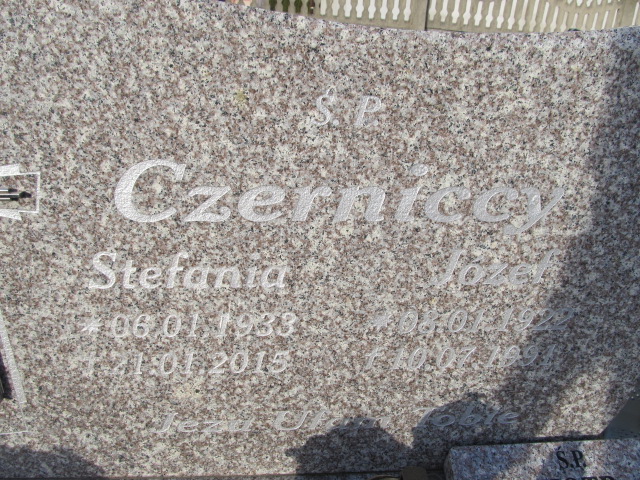 Ś.P.
Czerniccy
Stefania Józef
* 06.01.1933 * 08.01.1922
† 21.01.2015 † 10.07.1991
Jezu Ufam Tobie
Ś.P.